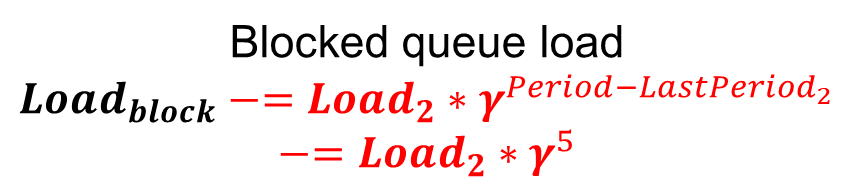 Blocked queue load
Load_block −= Load_2 * γ^(Period−LastPeriod_2)
−= Load_2 * γ^5